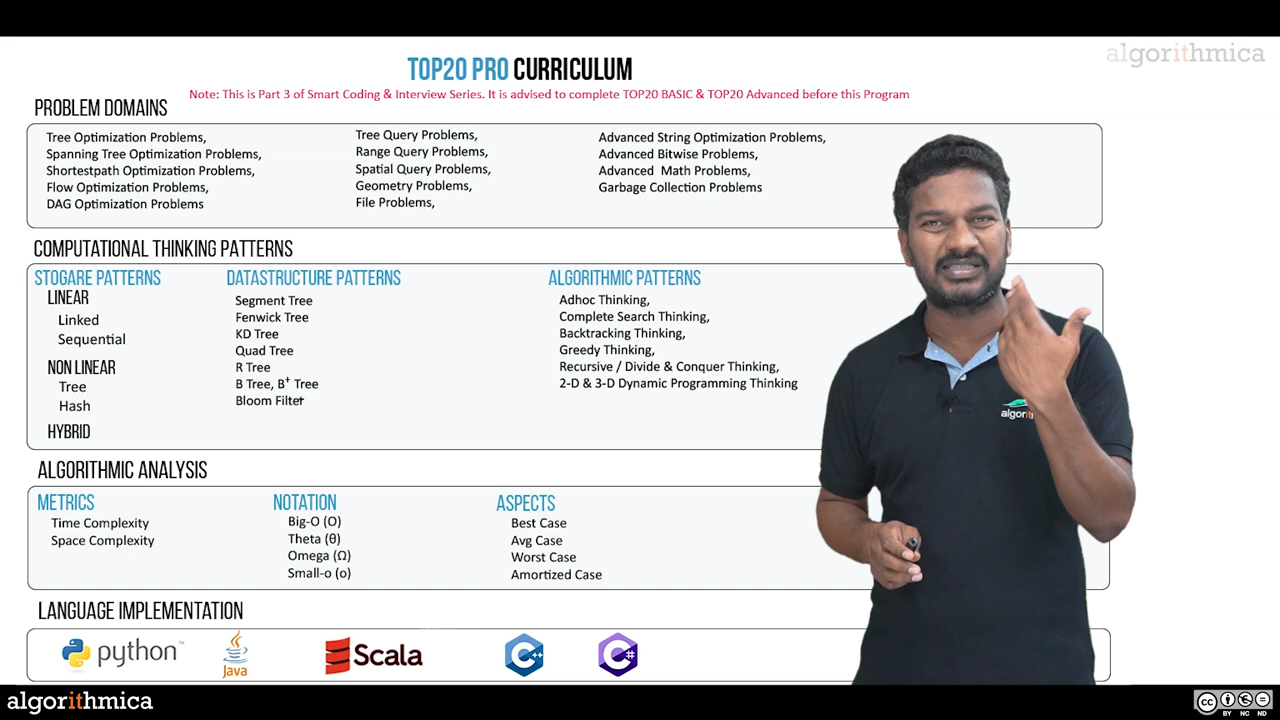 algorithmica
TOP20 PRO CURRICULUM
Note: This is Part 3 of Smart Coding & Interview Series. It is advised to complete TOP20 BASIC & TOP20 Advanced before this Program
PROBLEM DOMAINS
Tree Optimization Problems,
Spanning Tree Optimization Problems,
Shortestpath Optimization Problems,
Flow Optimization Problems,
DAG Optimization Problems
Tree Query Problems,
Range Query Problems,
Spatial Query Problems,
Geometry Problems,
File Problems,
Advanced String Optimization Problems,
Advanced Bitwise Problems,
Advanced Math Problems,
Garbage Collection Problems
COMPUTATIONAL THINKING PATTERNS
STOGARE PATTERNS
LINEAR
Linked
Sequential
NON LINEAR
Tree
Hash
HYBRID
DATASTRUCTURE PATTERNS
Segment Tree
Fenwick Tree
KD Tree
Quad Tree
R Tree
B Tree, B+ Tree
Bloom Filter
ALGORITHMIC PATTERNS
Adhoc Thinking,
Complete Search Thinking,
Backtracking Thinking,
Greedy Thinking,
Recursive / Divide & Conquer Thinking,
2-D & 3-D Dynamic Programming Thinking
ALGORITHMIC ANALYSIS
METRICS
Time Complexity
Space Complexity
NOTATION
Big-O (O)
Theta (θ)
Omega (Ω)
Small-o (o)
ASPECTS
Best Case
Avg Case
Worst Case
Amortized Case
LANGUAGE IMPLEMENTATION
python™
Java
Scala
C++
C#
algorit
algorithmica
CC BY NC ND